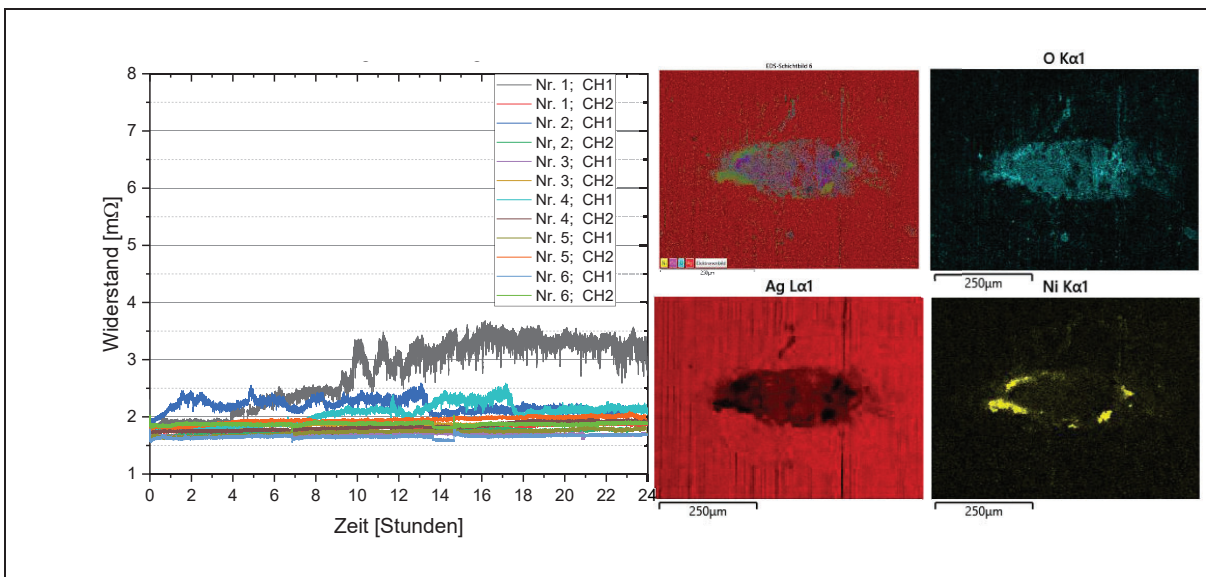 8
7
6
5
4
3
2
1
Widerstand [mΩ]
0 2 4 6 8 10 12 14 16 18 20 22 24
Zeit [Stunden]
Nr. 1; CH1
Nr. 1; CH2
Nr. 2; CH1
Nr, 2; CH2
Nr. 3; CH1
Nr. 3; CH2
Nr. 4; CH1
Nr. 4; CH2
Nr. 5; CH1
Nr. 5; CH2
Nr. 6; CH1
Nr. 6; CH2
EDS-Schichtbild 6
Elektronenbild
250µm
O Kα1
250µm
Ag Lα1
250µm
Ni Kα1
250µm